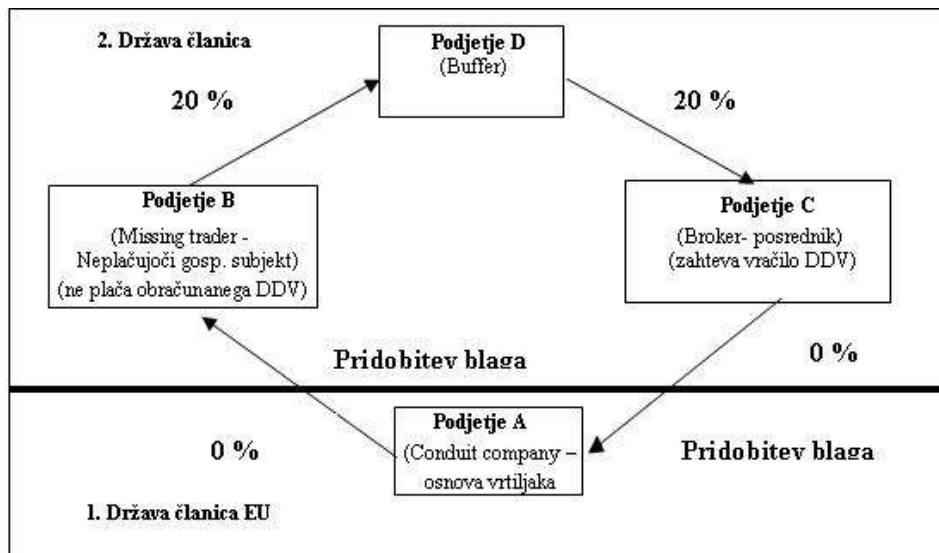 2. Država članica
Podjetje D
(Buffer)
20 %
20 %
Podjetje B
(Missing trader -
Neplačujoči gosp. subjekt)
(ne plača obračunanega DDV)
Podjetje C
(Broker- posrednik)
(zahteva vračilo DDV)
0 %
Pridobitev blaga
Podjetje A
(Conduit company –
osnova vrtiljaka
0 %
Pridobitev blaga
1. Država članica EU